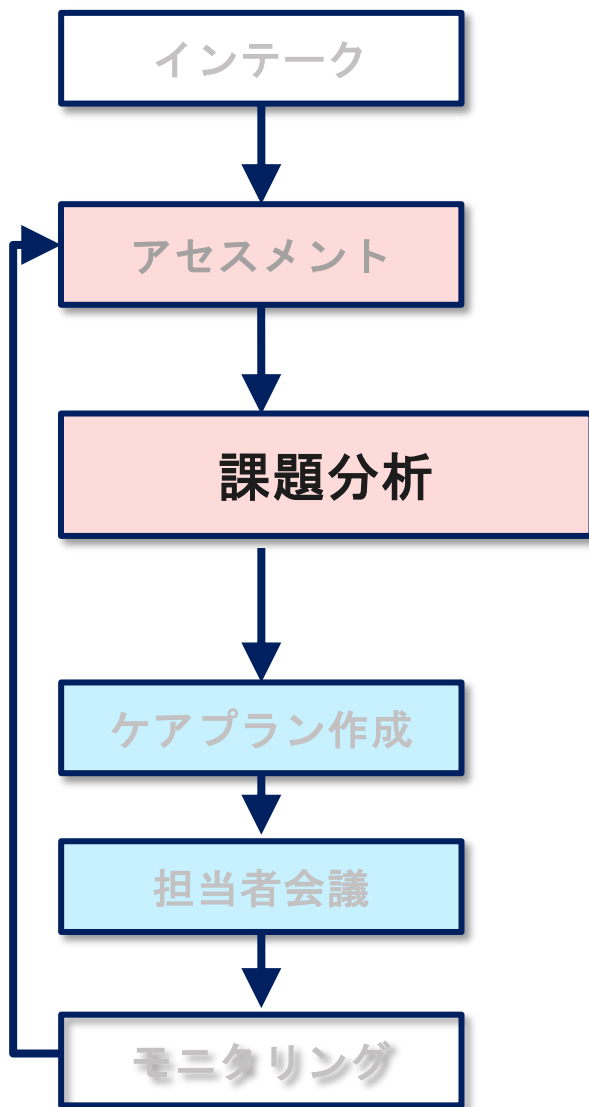 インテーク
アセスメント
課題分析
ケアプラン作成
担当者会議
モニタリング